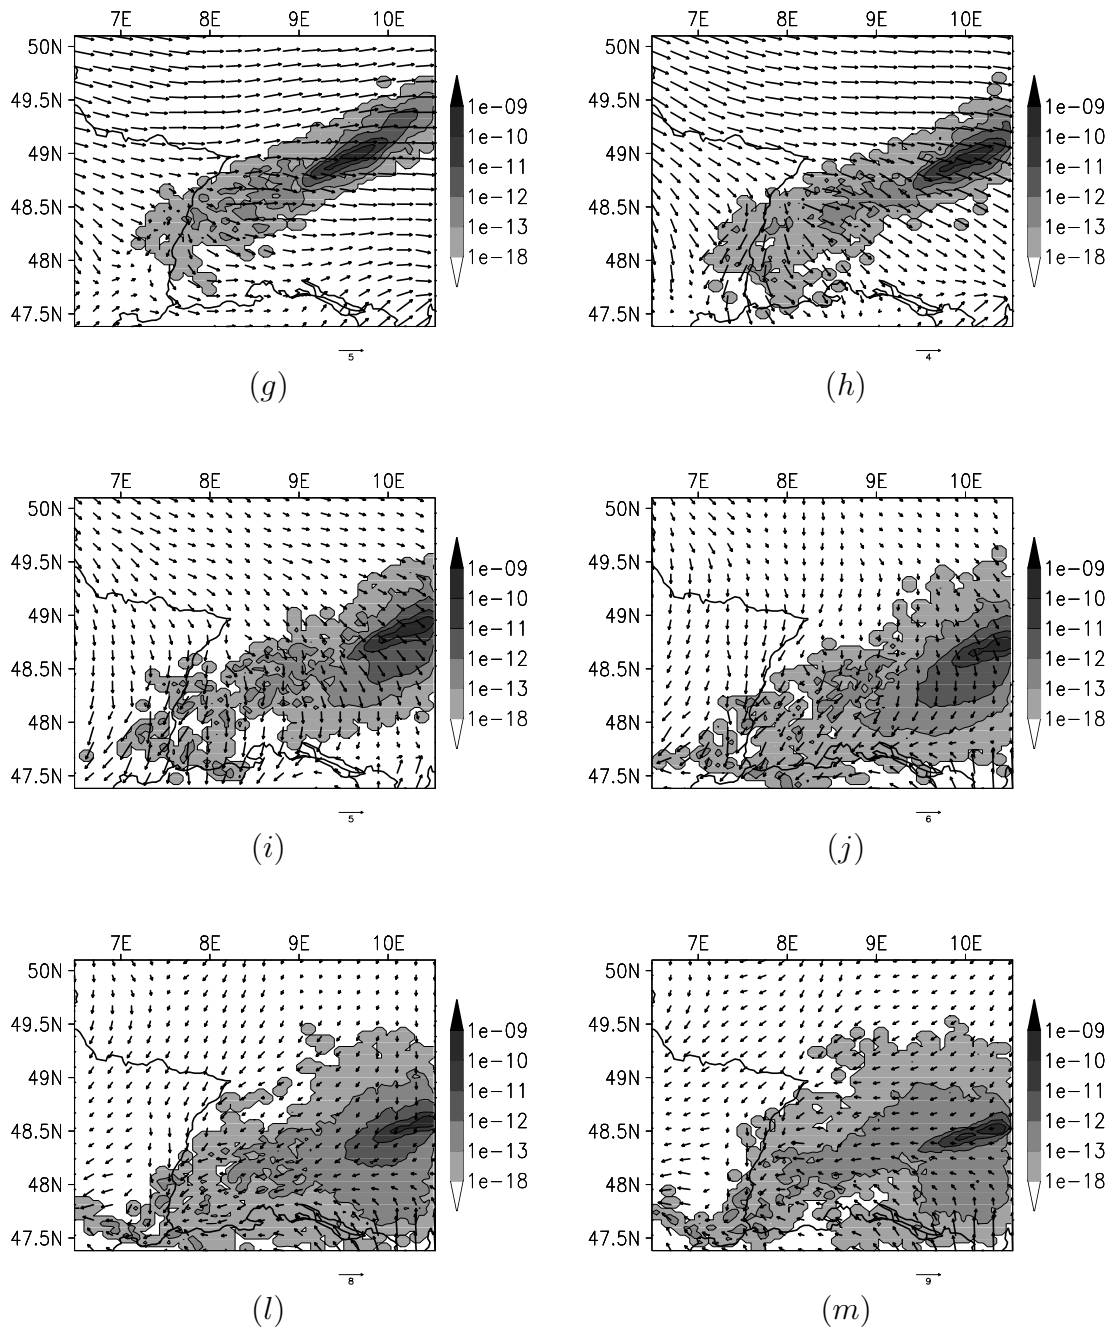 7E 8E 9E 10E
50N
49.5N
49N
48.5N
48N
47.5N
1e-09
1e-10
1e-11
1e-12
1e-13
1e-18
5
(g)
7E 8E 9E 10E
50N
49.5N
49N
48.5N
48N
47.5N
1e-09
1e-10
1e-11
1e-12
1e-13
1e-18
4
(h)
7E 8E 9E 10E
50N
49.5N
49N
48.5N
48N
47.5N
1e-09
1e-10
1e-11
1e-12
1e-13
1e-18
5
(i)
7E 8E 9E 10E
50N
49.5N
49N
48.5N
48N
47.5N
1e-09
1e-10
1e-11
1e-12
1e-13
1e-18
6
(j)
7E 8E 9E 10E
50N
49.5N
49N
48.5N
48N
47.5N
1e-09
1e-10
1e-11
1e-12
1e-13
1e-18
8
(l)
7E 8E 9E 10E
50N
49.5N
49N
48.5N
48N
47.5N
1e-09
1e-10
1e-11
1e-12
1e-13
1e-18
9
(m)